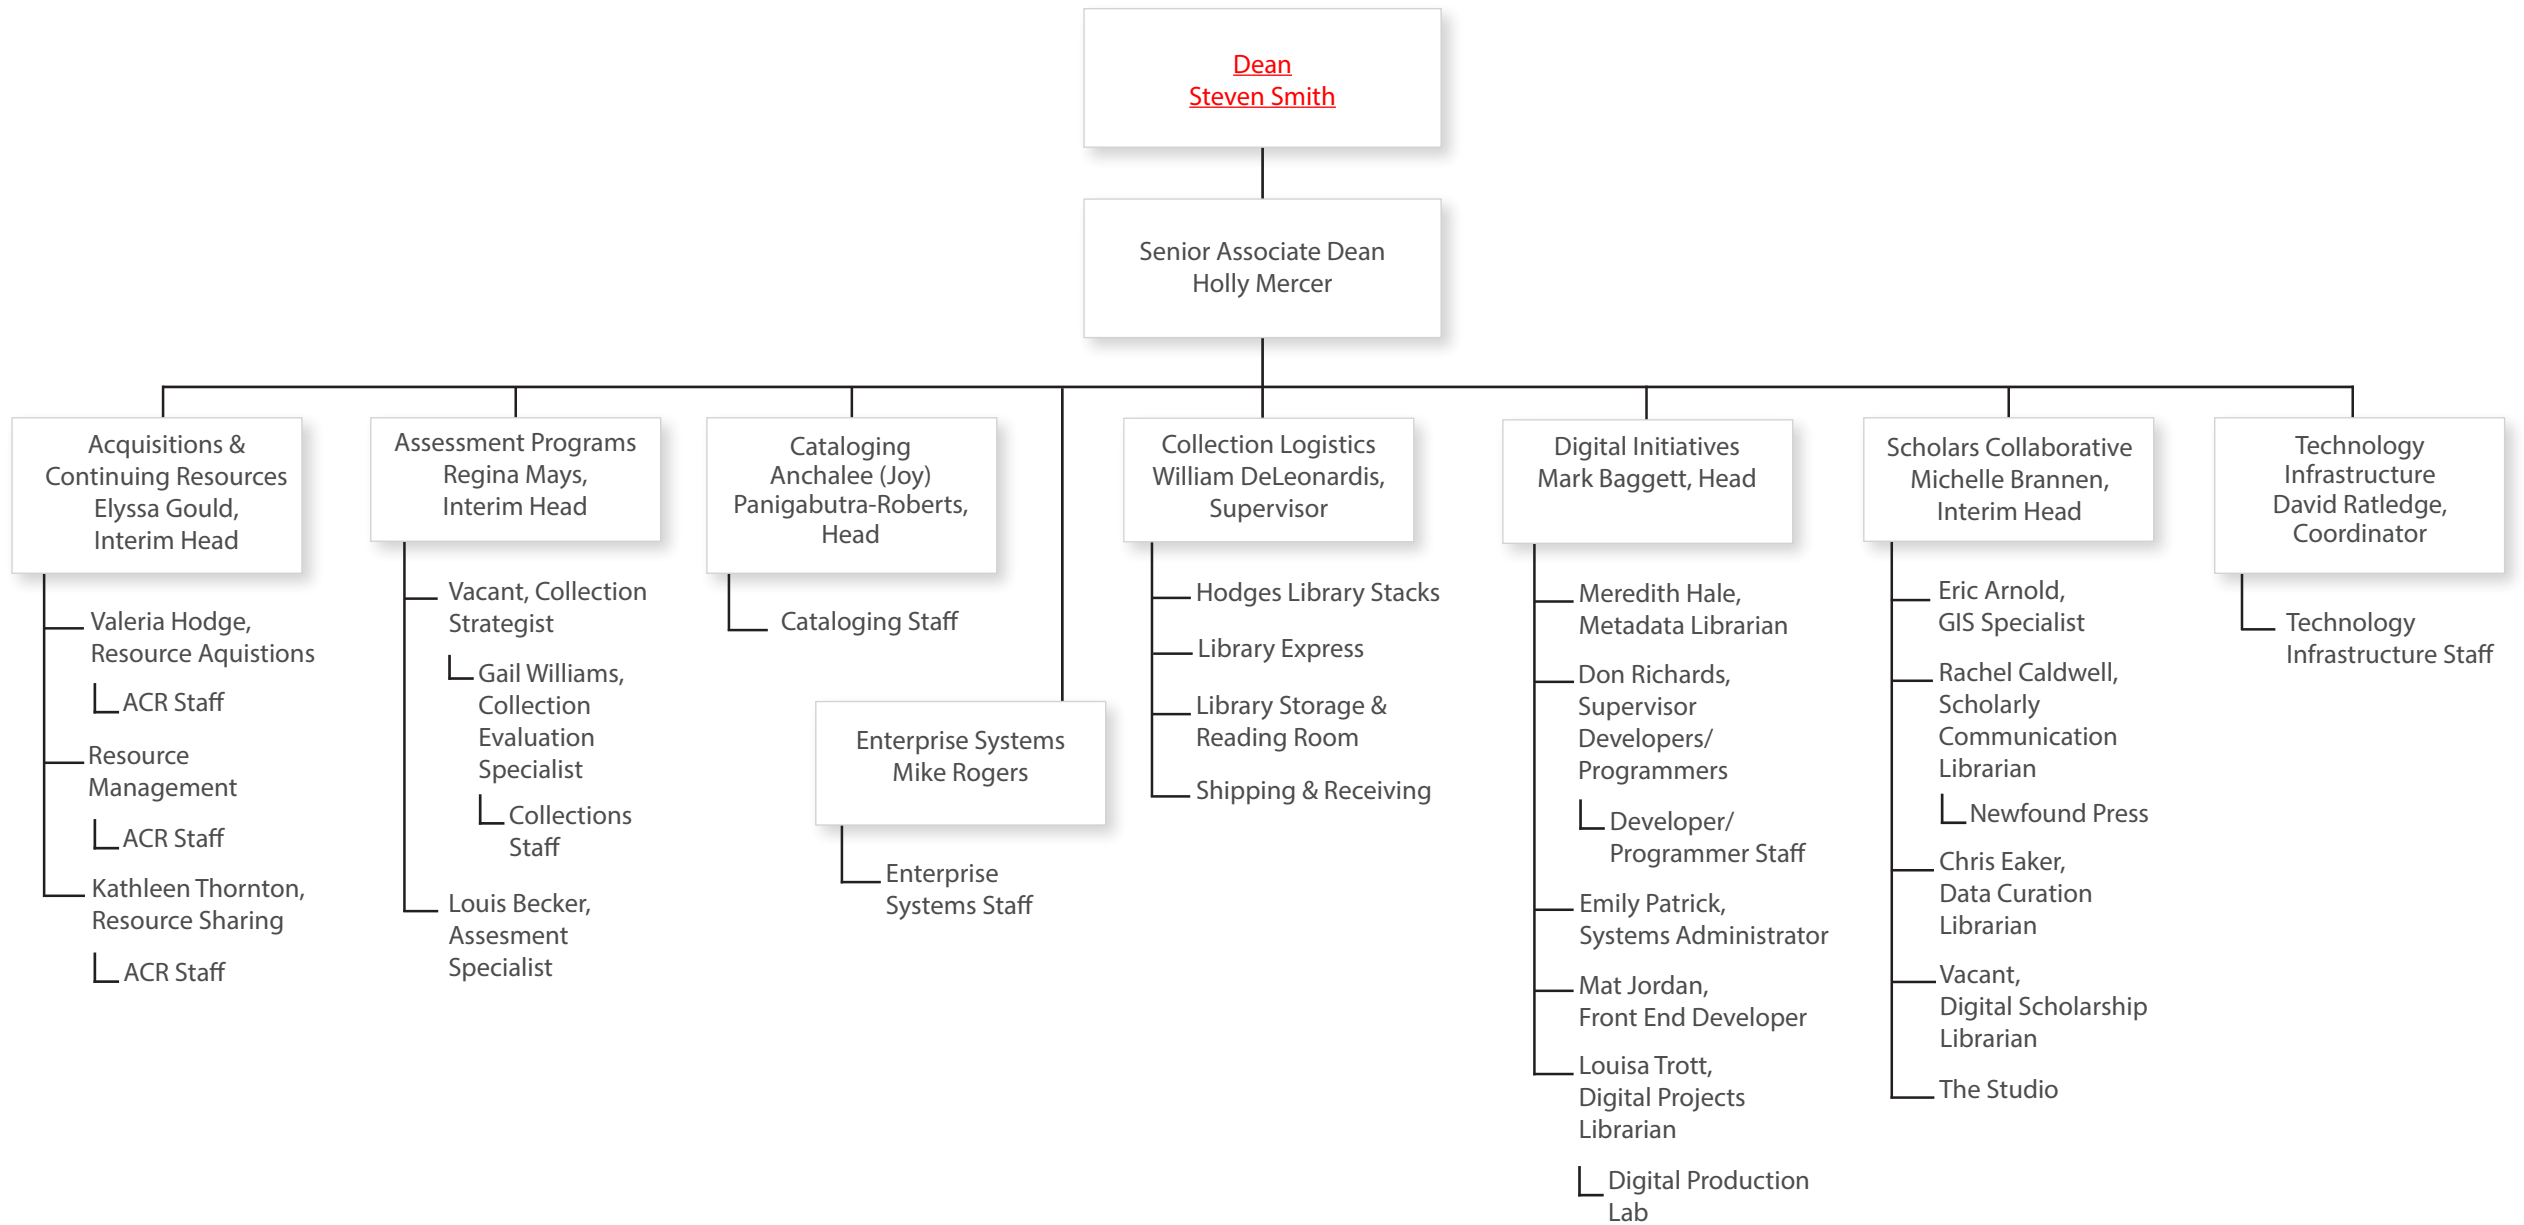 Dean
Steven Smith
Senior Associate Dean
Holly Mercer
Acquisitions &
Continuing Resources
Elyssa Gould,
Interim Head
Valeria Hodge,
Resource Aquistions
ACR Staff
Resource
Management
ACR Staff
Kathleen Thornton,
Resource Sharing
ACR Staff
Assessment Programs
Regina Mays,
Interim Head
Vacant, Collection
Strategist
Gail Williams,
Collection
Evaluation
Specialist
Collections
Staff
Louis Becker,
Assesment
Specialist
Cataloging
Anchalee (Joy)
Panigabutra-Roberts,
Head
Cataloging Staff
Enterprise Systems
Mike Rogers
Enterprise
Systems Staff
Collection Logistics
William DeLeonardis,
Supervisor
Hodges Library Stacks
Library Express
Library Storage &
Reading Room
Shipping & Receiving
Digital Initiatives
Mark Baggett, Head
Meredith Hale,
Metadata Librarian
Don Richards,
Supervisor
Developers/
Programmers
Developer/
Programmer Staff
Emily Patrick,
Systems Administrator
Mat Jordan,
Front End Developer
Louisa Trott,
Digital Projects
Librarian
Digital Production
Lab
Scholars Collaborative
Michelle Brannen,
Interim Head
Eric Arnold,
GIS Specialist
Rachel Caldwell,
Scholarly
Communication
Librarian
Newfound Press
Chris Eaker,
Data Curation
Librarian
Vacant,
Digital Scholarship
Librarian
The Studio
Technology
Infrastructure
David Ratledge,
Coordinator
Technology
Infrastructure Staff